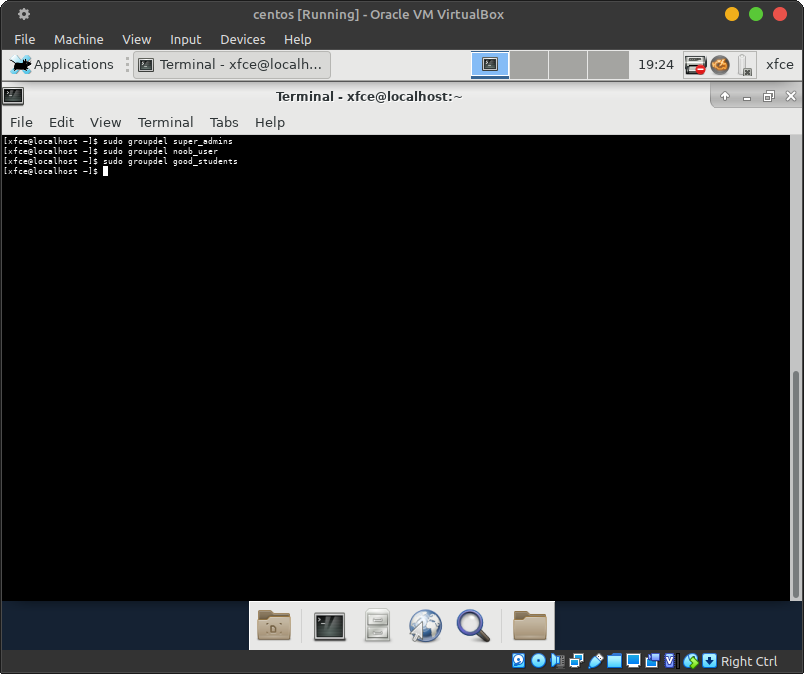 centos [Running] - Oracle VM VirtualBox
File Machine View Input Devices Help
Applications Terminal - xfce@localh... 19:24 xfce
Terminal - xfce@localhost:~
File Edit View Terminal Tabs Help
[xfce@localhost ~]$ sudo groupdel super_admins
[xfce@localhost ~]$ sudo groupdel noob_user
[xfce@localhost ~]$ sudo groupdel good_students
[xfce@localhost ~]$
Right Ctrl